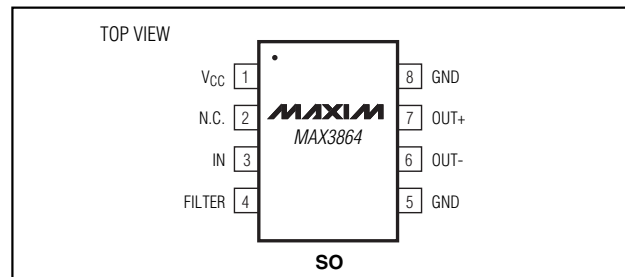 TOP VIEW
VCC 1
N.C. 2
IN 3
FILTER 4
MAXIM
MAX3864
8 GND
7 OUT+
6 OUT-
5 GND
SO